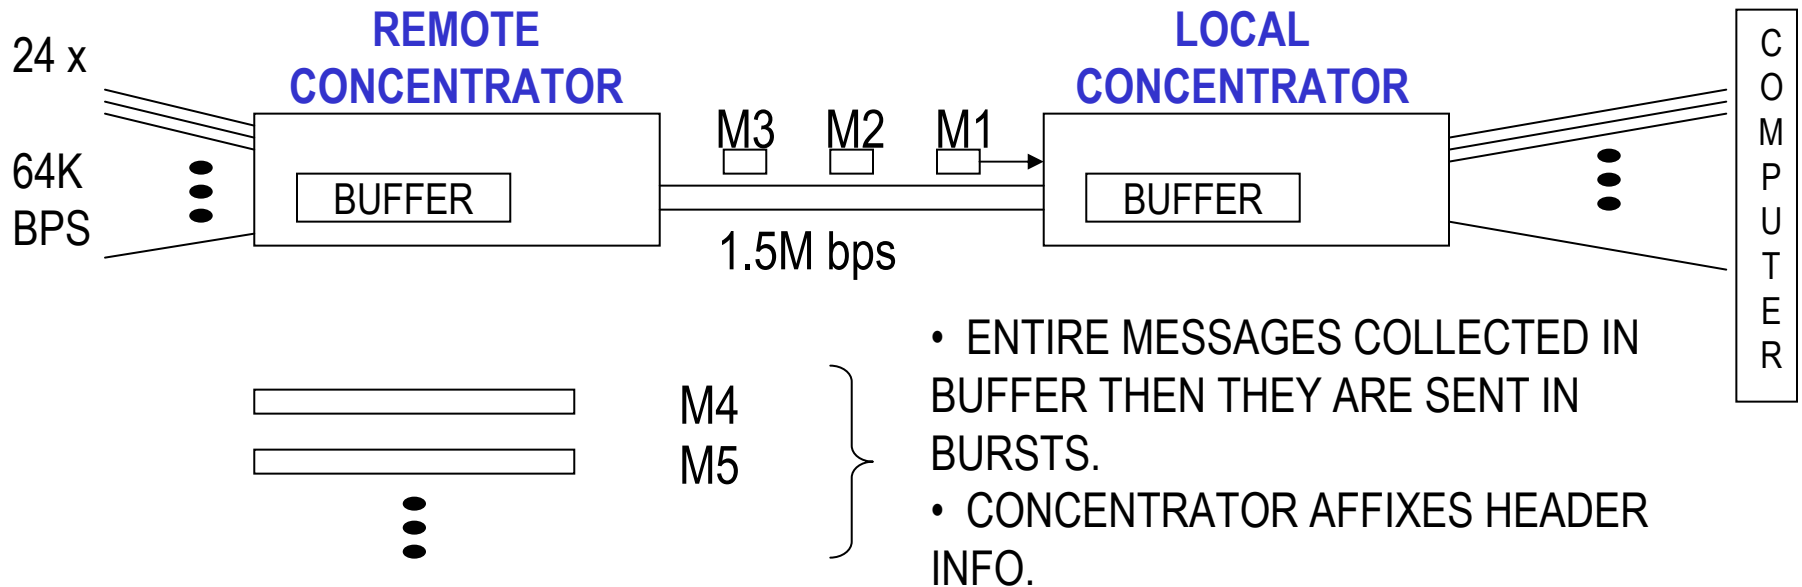 24 x
64K
BPS
REMOTE
CONCENTRATOR
BUFFER
M3 M2 M1
1.5M bps
LOCAL
CONCENTRATOR
BUFFER
COMPUTER
M4
M5
• ENTIRE MESSAGES COLLECTED IN
BUFFER THEN THEY ARE SENT IN
BURSTS.
• CONCENTRATOR AFFIXES HEADER
INFO.